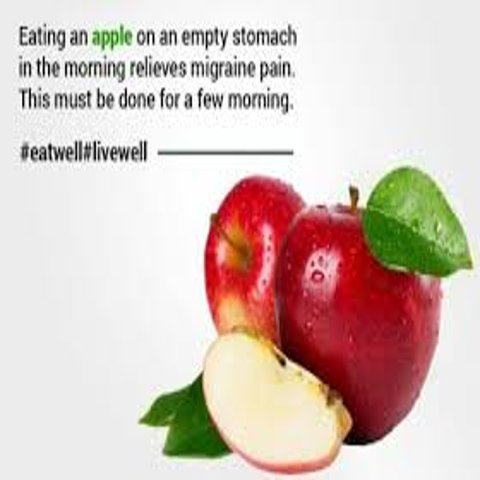 Eating an apple on an empty stomach
in the morning relieves migraine pain.
This must be done for a few morning.
#eatwell#livewell